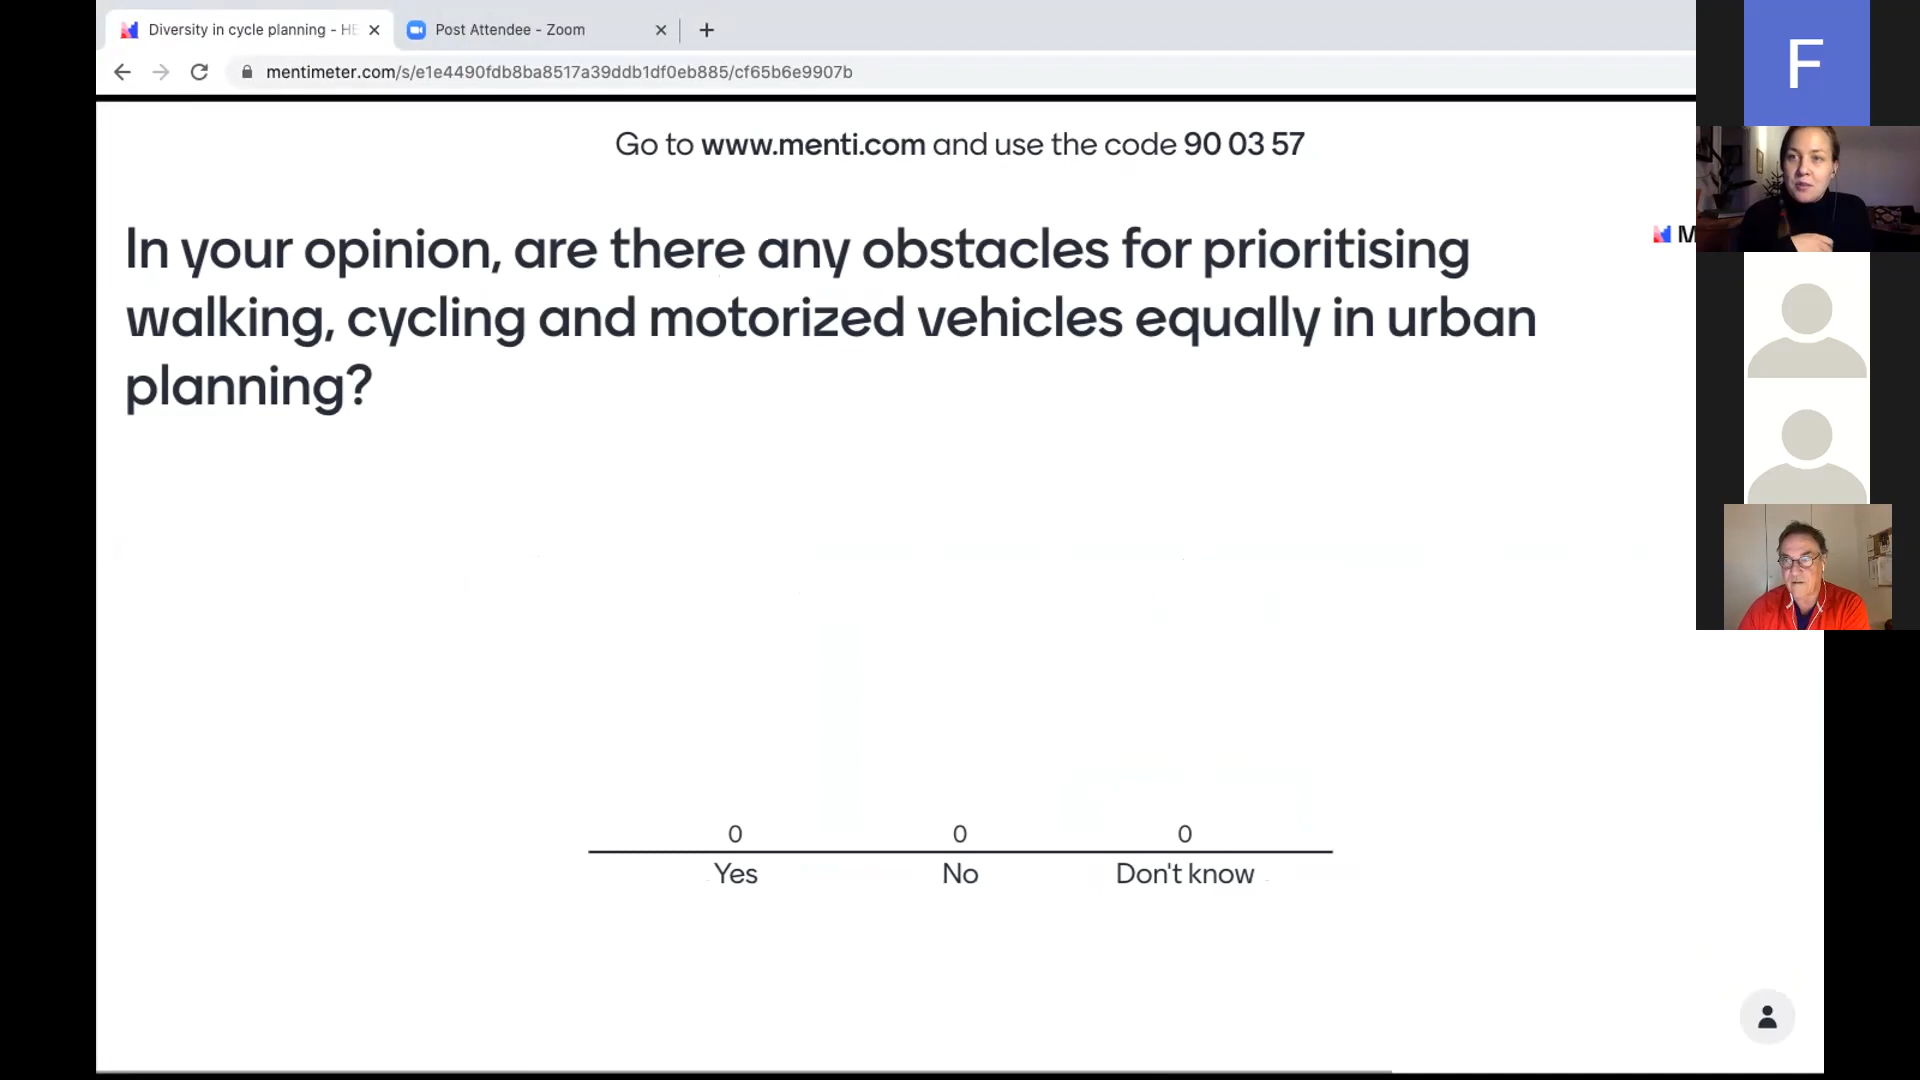 Diversity in cycle planning - HE
Post Attendee - Zoom
mentimeter.com/s/e1e4490fdb8ba8517a39ddb1df0eb885/cf65b6e9907b
Go to www.menti.com and use the code 90 03 57
F
M
In your opinion, are there any obstacles for prioritising
walking, cycling and motorized vehicles equally in urban
planning?
0 0 0
Yes No Don't know